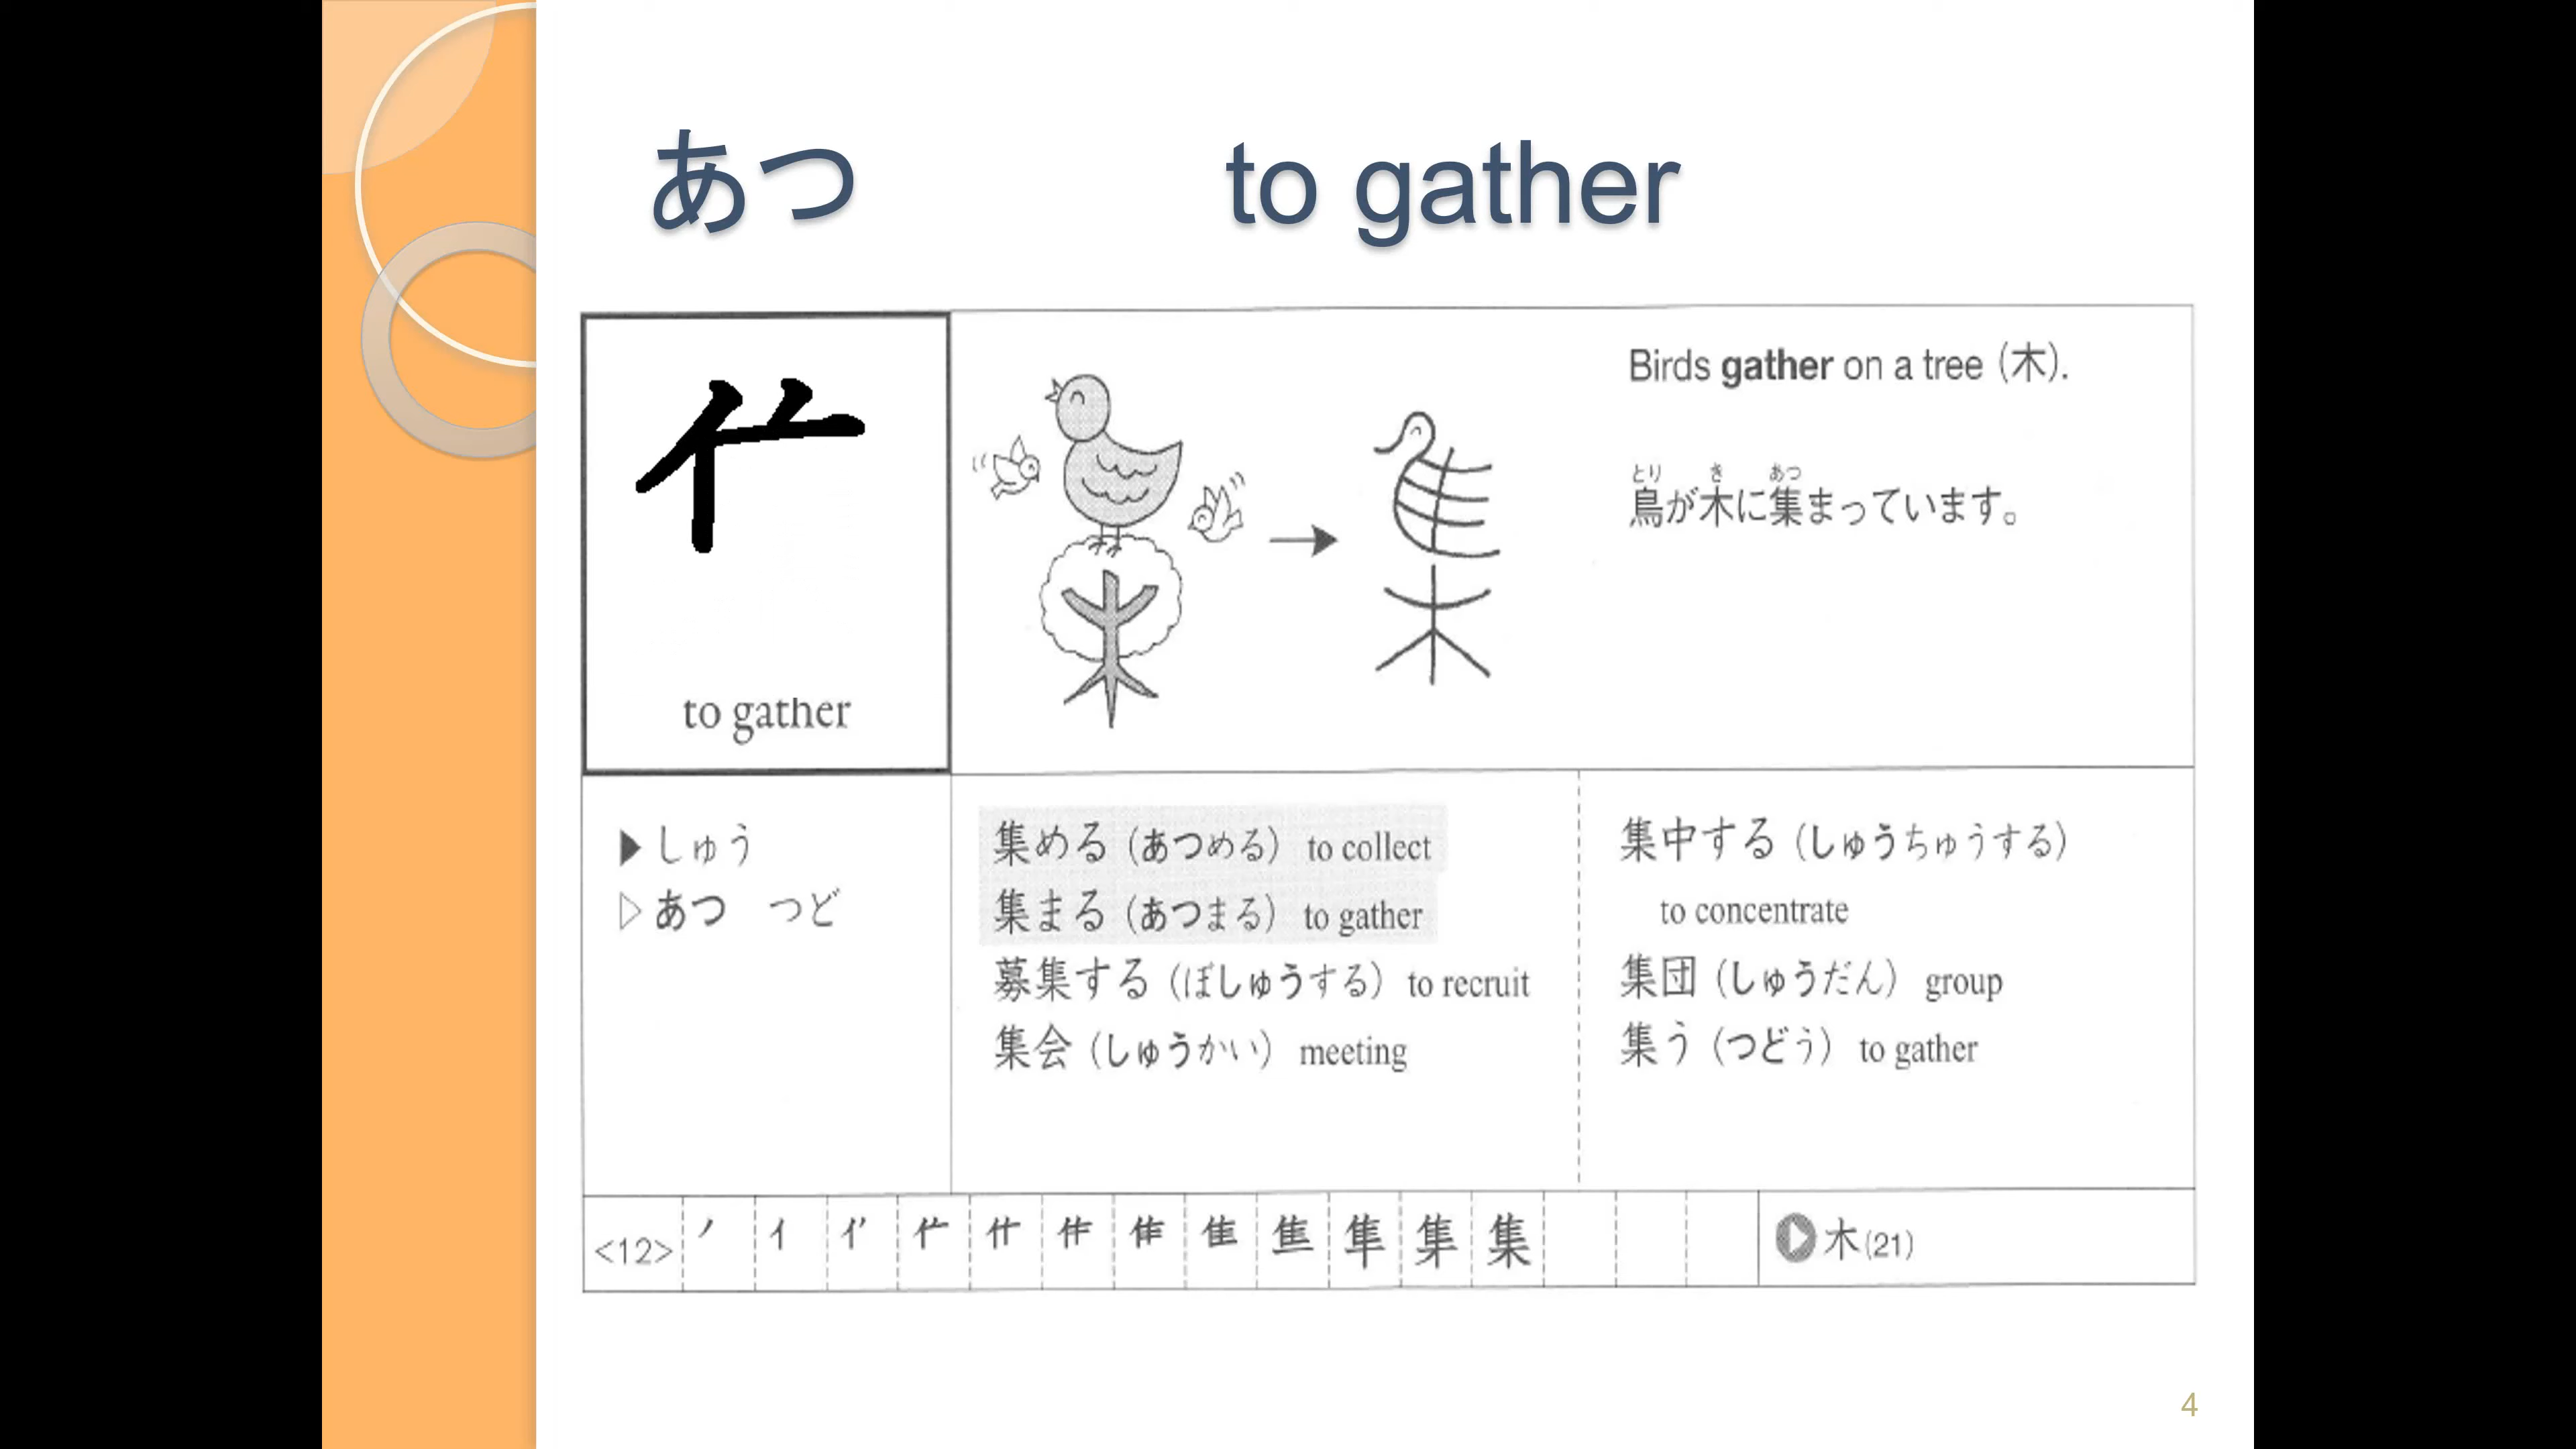 あつ to gather
to gather
Birds gather on a tree (木).
とり き あつ
鳥が木に集まっています。
▶しゅう
▷あつ つど
集める (あつめる) to collect
集まる (あつまる) to gather
募集する (ぼしゅうする) to recruit
集会 (しゅうかい) meeting
集中する (しゅうちゅうする)
to concentrate
集団 (しゅうだん) group
集う (つどう) to gather
<12> 隼 隼 集
木(21)
4